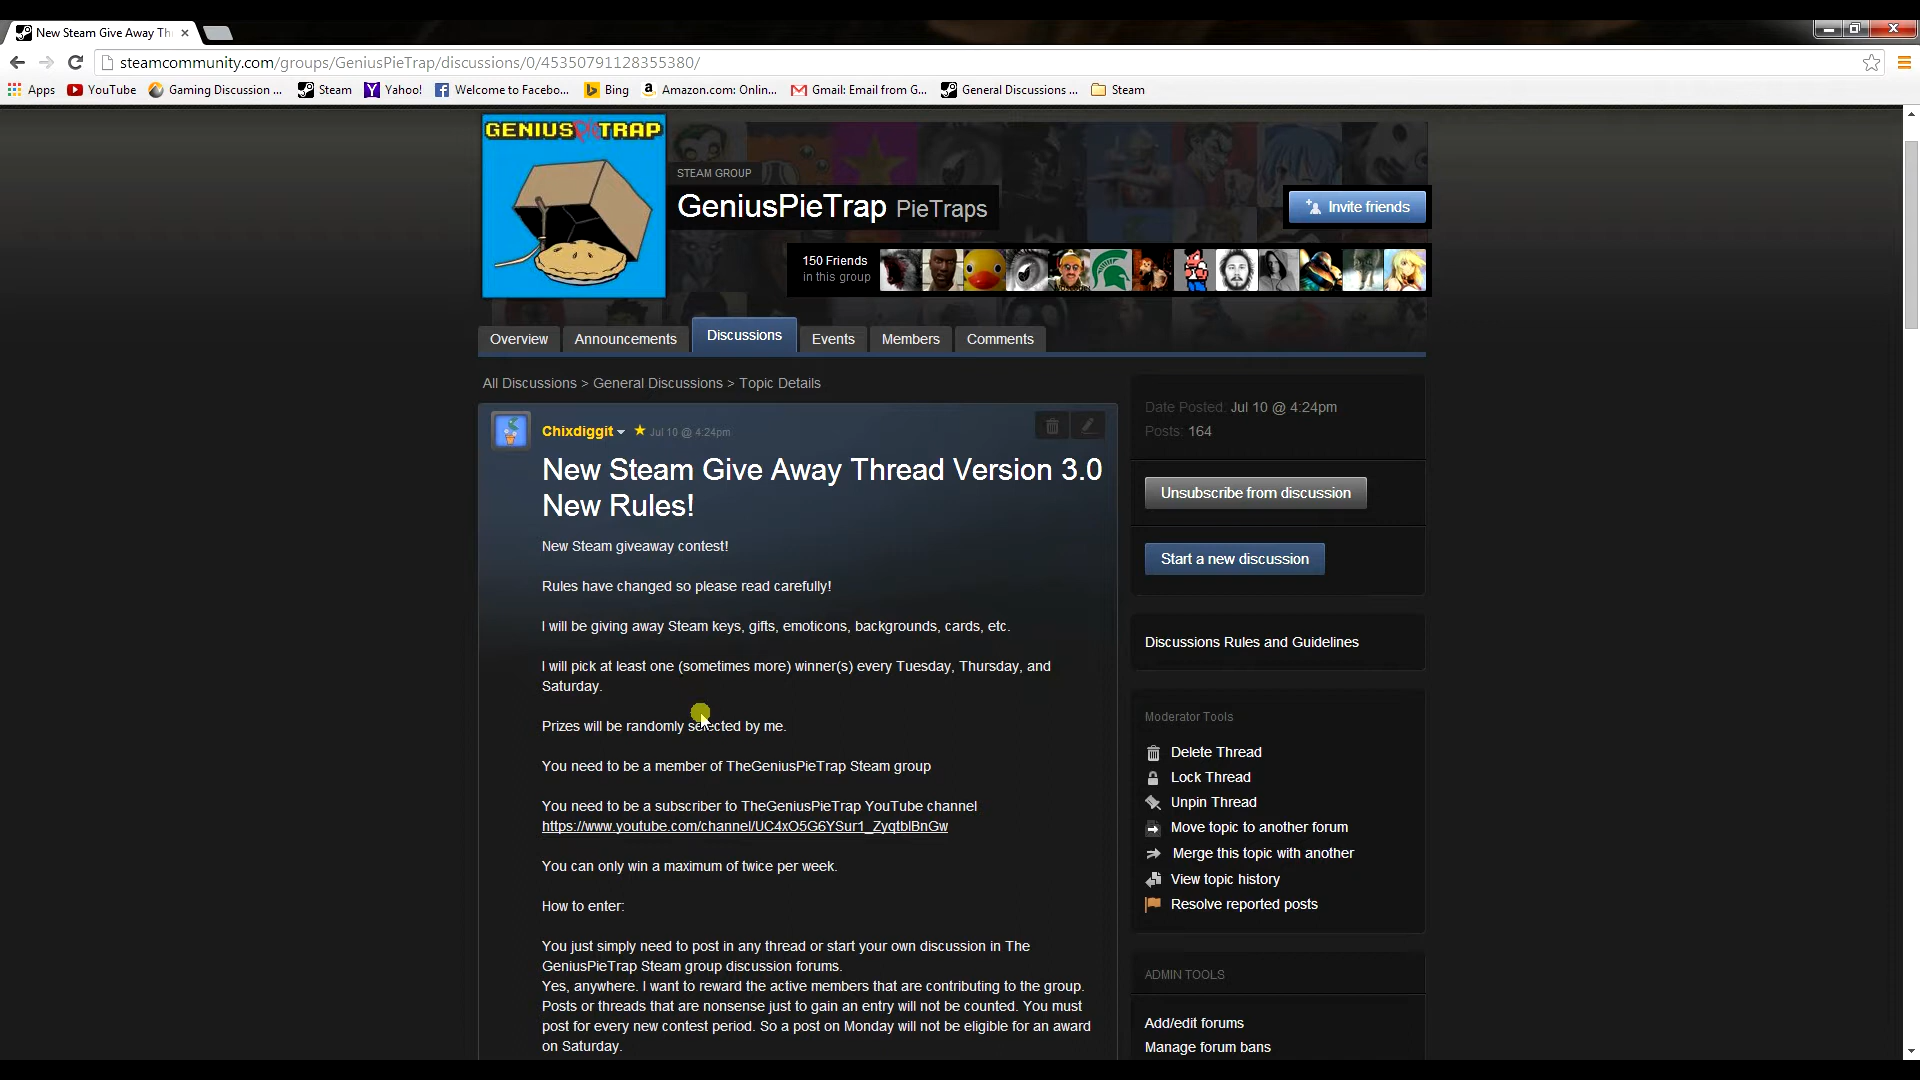 New Steam Give Away Th
steamcommunity.com/groups/GeniusPieTrap/discussions/0/45350791128355380/
Apps YouTube Gaming Discussion ... Steam Yahoo! Welcome to Facebo... Bing Amazon.com: Onlin... Gmail: Email from G... General Discussions ... Steam
GENIUS Pie TRAP
STEAM GROUP
GeniusPieTrap PieTraps
Invite friends
150 Friends
in this group
Overview Announcements Discussions Events Members Comments
All Discussions > General Discussions > Topic Details
Chixdiggit Jul 10 @ 4:24pm
New Steam Give Away Thread Version 3.0
New Rules!
New Steam giveaway contest!
Rules have changed so please read carefully!
I will be giving away Steam keys, gifts, emoticons, backgrounds, cards, etc.
I will pick at least one (sometimes more) winner(s) every Tuesday, Thursday, and
Saturday.
Prizes will be randomly selected by me.
You need to be a member of TheGeniusPieTrap Steam group
You need to be a subscriber to TheGeniusPieTrap YouTube channel
https://www.youtube.com/channel/UC4xO5G6YSur1_ZyqtblBnGw
You can only win a maximum of twice per week.
How to enter:
You just simply need to post in any thread or start your own discussion in The
GeniusPieTrap Steam group discussion forums.
Yes, anywhere. I want to reward the active members that are contributing to the group.
Posts or threads that are nonsense just to gain an entry will not be counted. You must
post for every new contest period. So a post on Monday will not be eligible for an award
on Saturday.
Date Posted: Jul 10 @ 4:24pm
Posts: 164
Unsubscribe from discussion
Start a new discussion
Discussions Rules and Guidelines
Moderator Tools
Delete Thread
Lock Thread
Unpin Thread
Move topic to another forum
Merge this topic with another
View topic history
Resolve reported posts
ADMIN TOOLS
Add/edit forums
Manage forum bans